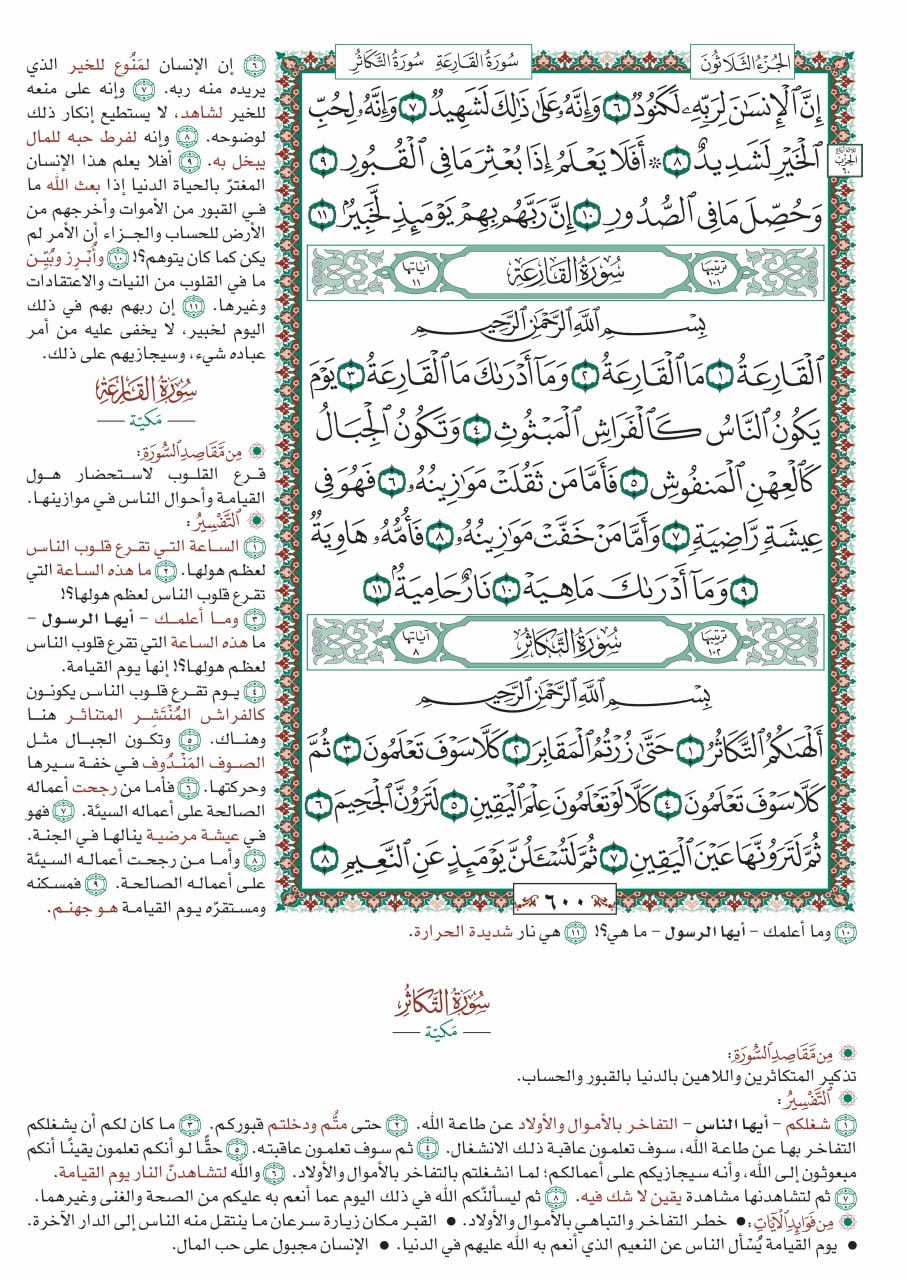 الجزء الثلاثون
سورة القارعة سورة التكاثر
إِنَّ ٱلْإِنسَٰنَ لِرَبِّهِۦ لَكَنُودٌ ٦ وَإِنَّهُۥ عَلَىٰ ذَٰلِكَ لَشَهِيدٌ ٧ وَإِنَّهُۥ لِحُبِّ
ٱلْخَيْرِ لَشَدِيدٌ ٨ ۞ أَفَلَا يَعْلَمُ إِذَا بُعْثِرَ مَا فِى ٱلْقُبُورِ ٩
وَحُصِّلَ مَا فِى ٱلصُّدُورِ ١٠ إِنَّ رَبَّهُم بِهِمْ يَوْمَئِذٍ لَّخَبِيرٌۢ ١١
ترتيبها ١٠١ سُورَةُ القَارِعَةِ آياتها ١١
بِسْمِ ٱللَّهِ ٱلرَّحْمَٰنِ ٱلرَّحِيمِ
ٱلْقَارِعَةُ ١ مَا ٱلْقَارِعَةُ ٢ وَمَآ أَدْرَىٰكَ مَا ٱلْقَارِعَةُ ٣ يَوْمَ
يَكُونُ ٱلنَّاسُ كَٱلْفَرَاشِ ٱلْمَبْثُوثِ ٤ وَتَكُونُ ٱلْجِبَالُ
كَٱلْعِهْنِ ٱلْمَنفُوشِ ٥ فَأَمَّا مَن ثَقُلَتْ مَوَٰزِينُهُۥ ٦ فَهُوَ فِى
عِيشَةٍ رَّاضِيَةٍ ٧ وَأَمَّا مَنْ خَفَّتْ مَوَٰزِينُهُۥ ٨ فَأُمُّهُۥ هَاوِيَةٌ
٩ وَمَآ أَدْرَىٰكَ مَا هِيَهْ ١٠ نَارٌ حَامِيَةٌۢ ١١
ترتيبها ١٠٢ سُورَةُ التَّكَاثُرِ آياتها ٨
بِسْمِ ٱللَّهِ ٱلرَّحْمَٰنِ ٱلرَّحِيمِ
أَلْهَىٰكُمُ ٱلتَّكَاثُرُ ١ حَتَّىٰ زُرْتُمُ ٱلْمَقَابِرَ ٢ كَلَّا سَوْفَ تَعْلَمُونَ ٣ ثُمَّ
كَلَّا سَوْفَ تَعْلَمُونَ ٤ كَلَّا لَوْ تَعْلَمُونَ عِلْمَ ٱلْيَقِينِ ٥ لَتَرَوُنَّ ٱلْجَحِيمَ ٦
ثُمَّ لَتَرَوُنَّهَا عَيْنَ ٱلْيَقِينِ ٧ ثُمَّ لَتُسْـَٔلُنَّ يَوْمَئِذٍ عَنِ ٱلنَّعِيمِ ٨
٦٠٠
الحزب
٦٠
٦ إن الإنسان لمَنُوع للخير الذي
يريده منه ربه. ٧ وإنه على منعه
للخير لشاهد، لا يستطيع إنكار ذلك
لوضوحه. ٨ وإنه لفرط حبه للمال
يبخل به. ٩ أفلا يعلم هذا الإنسان
المغترّ بالحياة الدنيا إذا بعث الله ما
في القبور من الأموات وأخرجهم من
الأرض للحساب والجزاء أن الأمر لم
يكن كما كان يتوهم؟! ١٠ وأُبْرِز وبُيِّن
ما في القلوب من النيات والاعتقادات
وغيرها. ١١ إن ربهم بهم في ذلك
اليوم لخبير، لا يخفى عليه من أمر
عباده شيء، وسيجازيهم على ذلك.
سُورَةُ القَارِعَةِ
— مَكيّة —
مِن مَّقَاصِدِ السُّورَةِ:
قرع القلوب لاستحضار هول
القيامة وأحوال الناس في موازينها.
التَّفْسِيرُ:
١ الساعة التي تقرع قلوب الناس
لعظم هولها. ٢ ما هذه الساعة التي
تقرع قلوب الناس لعظم هولها؟!
٣ وما أعلمك – أيها الرسول –
ما هذه الساعة التي تقرع قلوب الناس
لعظم هولها؟! إنها يوم القيامة.
٤ يوم تقرع قلوب الناس يكونون
كالفراش المُنْتَشِر المتناثر هنا
وهناك. ٥ وتكون الجبال مثل
الصوف المَنْدُوف في خفة سيرها
وحركتها. ٦ فأما من رجحت أعماله
الصالحة على أعماله السيئة. ٧ فهو
في عيشة مرضية ينالها في الجنة.
٨ وأما من رجحت أعماله السيئة
على أعماله الصالحة. ٩ فمسكنه
ومستقرّه يوم القيامة هو جهنم.
١٠ وما أعلمك – أيها الرسول – ما هي؟! ١١ هي نار شديدة الحرارة.
سُورَةُ التَّكَاثُرِ
— مَكيّة —
مِن مَّقَاصِدِ السُّورَةِ:
تذكير المتكاثرين واللاهين بالدنيا بالقبور والحساب.
التَّفْسِيرُ:
١ شغلكم – أيها الناس – التفاخر بالأموال والأولاد عن طاعة الله. ٢ حتى متُّم ودخلتم قبوركم. ٣ ما كان لكم أن يشغلكم
التفاخر بها عن طاعة الله، سوف تعلمون عاقبة ذلك الانشغال. ٤ ثم سوف تعلمون عاقبته. ٥ حقًّا لو أنكم تعلمون يقينًا أنكم
مبعوثون إلى الله، وأنه سيجازيكم على أعمالكم؛ لما انشغلتم بالتفاخر بالأموال والأولاد. ٦ والله لتشاهدنّ النار يوم القيامة.
٧ ثم لتشاهدنها مشاهدة يقين لا شك فيه. ٨ ثم ليسألنّكم الله في ذلك اليوم عما أنعم به عليكم من الصحة والغنى وغيرهما.
مِن فَوَائِدِ الْآيَاتِ: • خطر التفاخر والتباهي بالأموال والأولاد. • القبر مكان زيارة سرعان ما ينتقل منه الناس إلى الدار الآخرة.
• يوم القيامة يُسأل الناس عن النعيم الذي أنعم به الله عليهم في الدنيا. • الإنسان مجبول على حب المال.